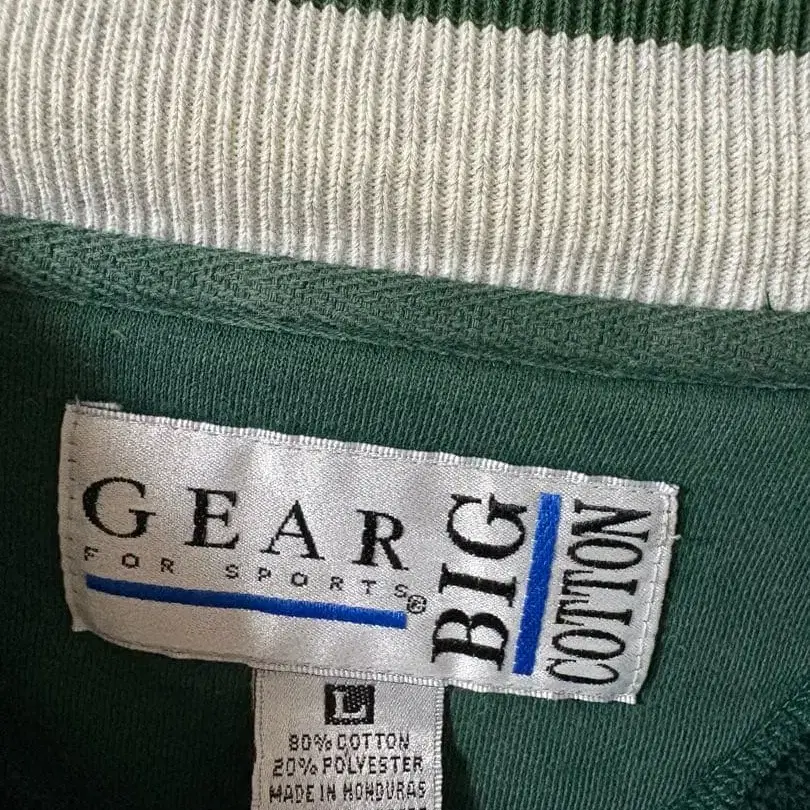 GEAR
FOR SPORTS®
BIG
COTTON
L
80% COTTON
20% POLYESTER
MADE IN HONDURAS